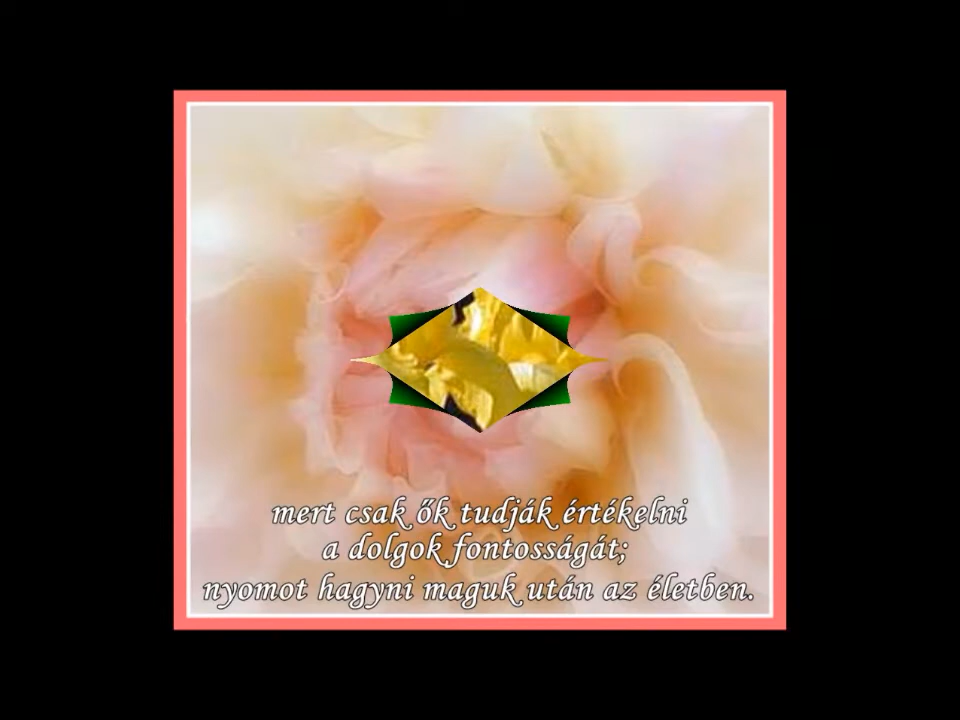 mert csak ők tudják értékelni
a dolgok fontosságát;
nyomot hagyni maguk után az életben.